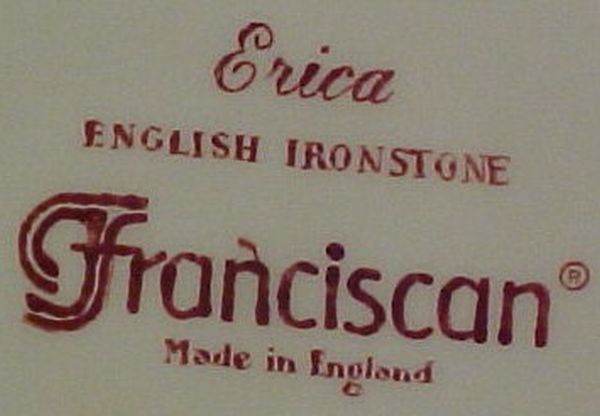 Erica
ENGLISH IRONSTONE
Franciscan®
Made in England